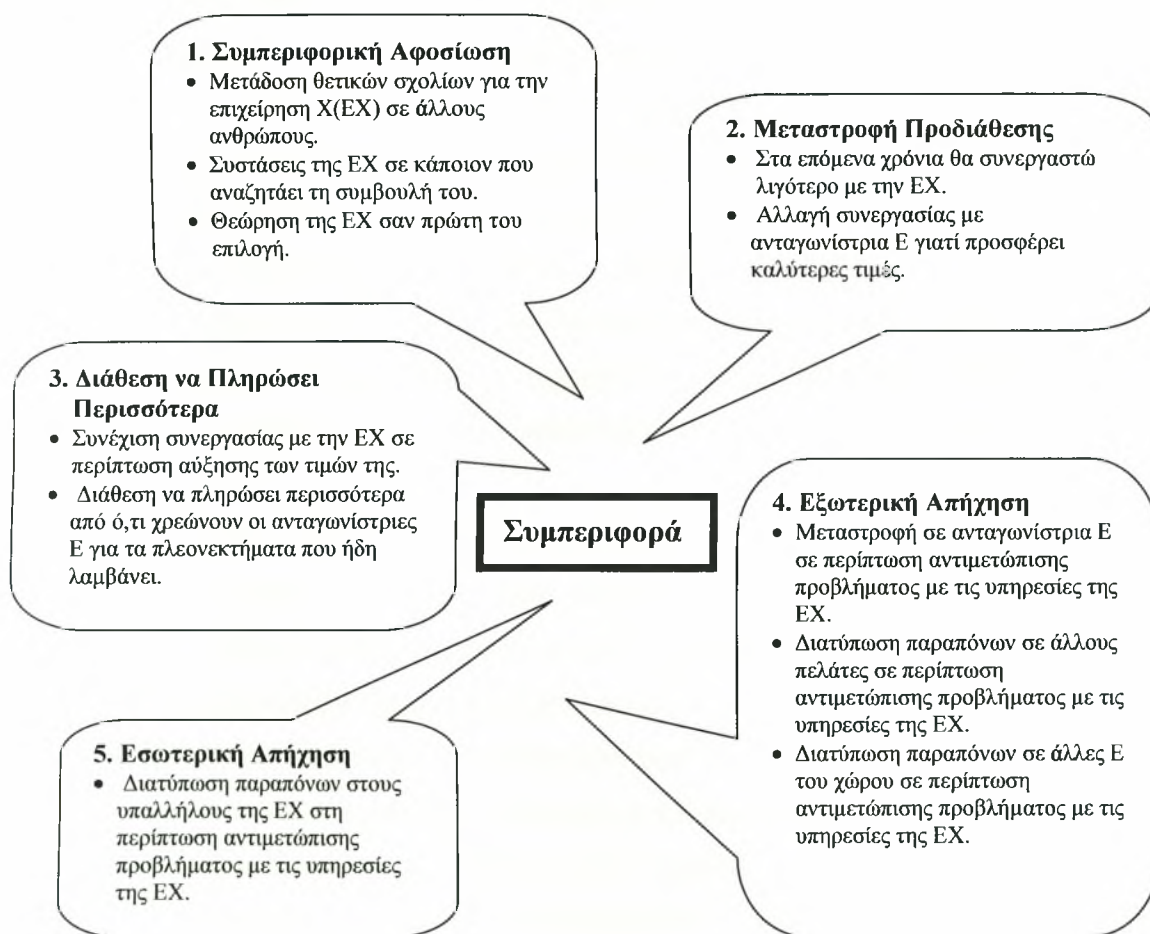 1. Συμπεριφορική Αφοσίωση
• Μετάδοση θετικών σχολίων για την
επιχείρηση Χ(ΕΧ) σε άλλους
ανθρώπους.
• Συστάσεις της ΕΧ σε κάποιον που
αναζητάει τη συμβουλή του.
• Θεώρηση της ΕΧ σαν πρώτη του
επιλογή.
2. Μεταστροφή Προδιάθεσης
• Στα επόμενα χρόνια θα συνεργαστώ
λιγότερο με την ΕΧ.
• Αλλαγή συνεργασίας με
ανταγωνίστρια Ε γιατί προσφέρει
καλύτερες τιμές.
3. Διάθεση να Πληρώσει
Περισσότερα
• Συνέχιση συνεργασίας με την ΕΧ σε
περίπτωση αύξησης των τιμών της.
• Διάθεση να πληρώσει περισσότερα
από ό,τι χρεώνουν οι ανταγωνίστριες
Ε για τα πλεονεκτήματα που ήδη
λαμβάνει.
Συμπεριφορά
4. Εξωτερική Απήχηση
• Μεταστροφή σε ανταγωνίστρια Ε
σε περίπτωση αντιμετώπισης
προβλήματος με τις υπηρεσίες της
ΕΧ.
• Διατύπωση παραπόνων σε άλλους
πελάτες σε περίπτωση
αντιμετώπισης προβλήματος με τις
υπηρεσίες της ΕΧ.
• Διατύπωση παραπόνων σε άλλες Ε
του χώρου σε περίπτωση
αντιμετώπισης προβλήματος με τις
υπηρεσίες της ΕΧ.
5. Εσωτερική Απήχηση
• Διατύπωση παραπόνων στους
υπαλλήλους της ΕΧ στη
περίπτωση αντιμετώπισης
προβλήματος με τις υπηρεσίες
της ΕΧ.